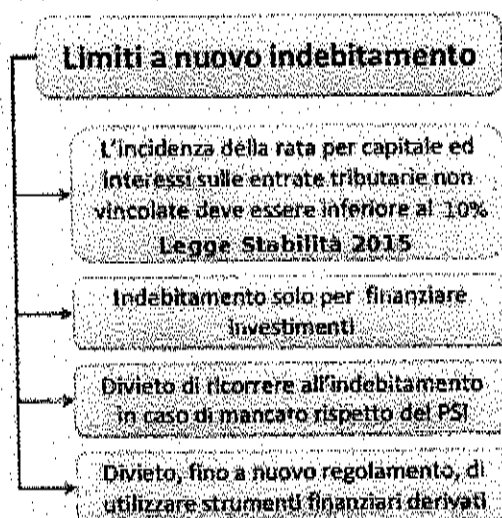 Limiti a nuovo indebitamento
L'incidenza della rata per capitale ed
interessi sulle entrate tributarie non
vincolate deve essere inferiore al 10%
Legge Stabilità 2015
Indebitamento solo per finanziare
investimenti
Divieto di ricorrere all'indebitamento
in caso di mancato rispetto del PSI
Divieto, fino a nuovo regolamento, di
utilizzare strumenti finanziari derivati